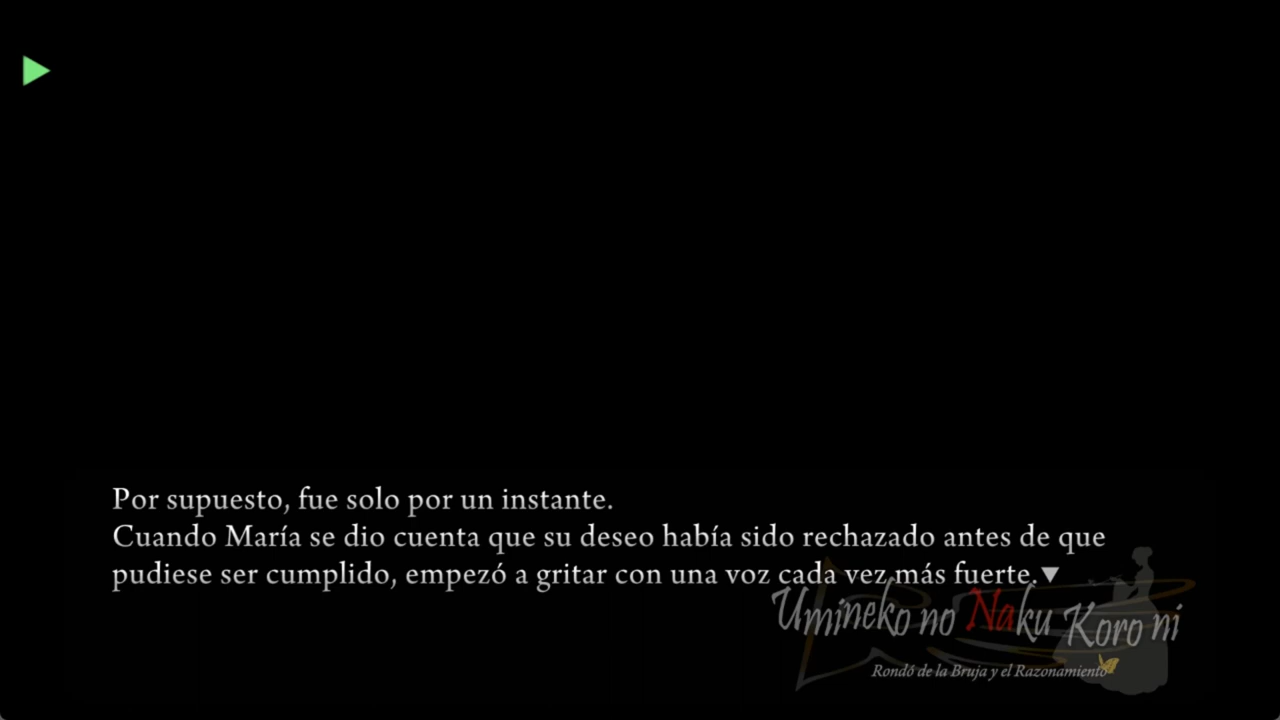 Por supuesto, fue solo por un instante.
Cuando María se dio cuenta que su deseo había sido rechazado antes de que
pudiese ser cumplido, empezó a gritar con una voz cada vez más fuerte.
Umineko no Naku Koro ni
Rondó de la Bruja y el Razonamiento